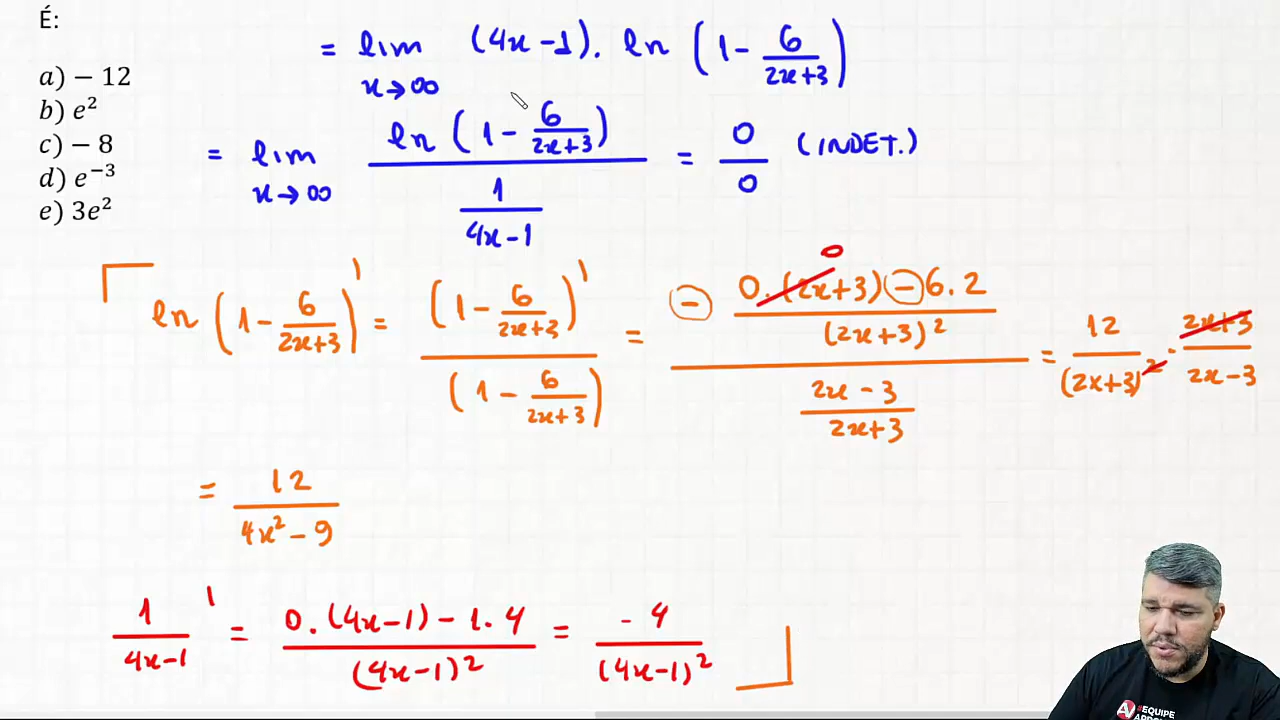 É:
a) − 12
b) e²
c) − 8
d) e⁻³
e) 3e²
= lim x→∞ (4x −1). ln (1 − 6/(2x+3))
= lim x→∞ ln (1 − 6/(2x+3)) / (1/(4x−1)) = 0/0 (INDET.)
ln (1 − 6/(2x+3))' = (1 − 6/(2x+3))' / (1 − 6/(2x+3)) = − (0.(2x+3) − 6.2)/(2x+3)² / ((2x − 3)/(2x+3)) = 12/(2x+3)² . (2x+3)/(2x−3)
0
= 12/(4x² − 9)
1/(4x−1) ' = (0.(4x−1) − 1.4)/(4x−1)² = −4/(4x−1)²
AV
#EQUIPE